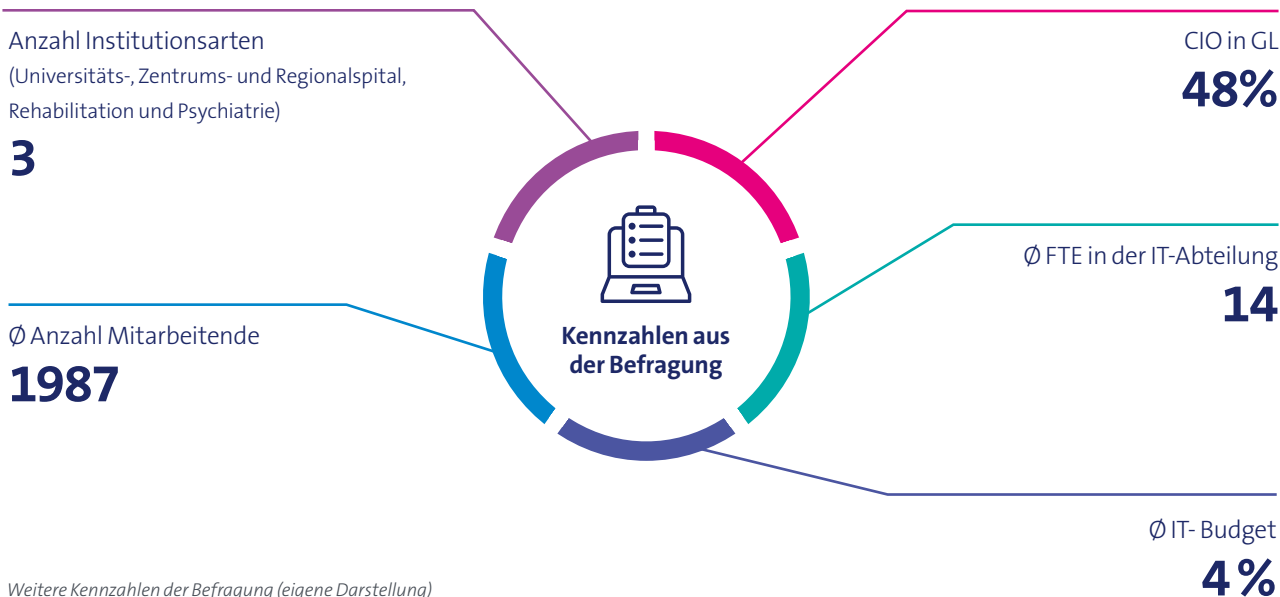 Anzahl Institutionsarten
(Universitäts-, Zentrums- und Regionalspital,
Rehabilitation und Psychiatrie)
3
CIO in GL
48%
Ø FTE in der IT-Abteilung
14
Kennzahlen aus
der Befragung
Ø Anzahl Mitarbeitende
1987
Ø IT- Budget
4 %
Weitere Kennzahlen der Befragung (eigene Darstellung)